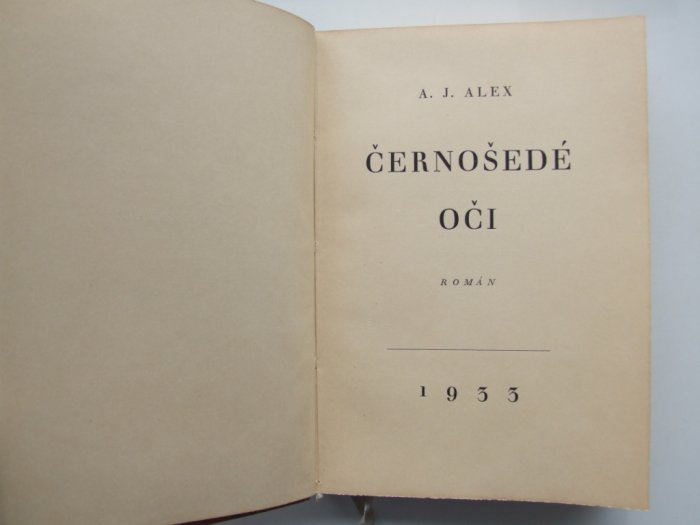 A. J. ALEX
ČERNOŠEDÉ
OČI
ROMÁN
1933